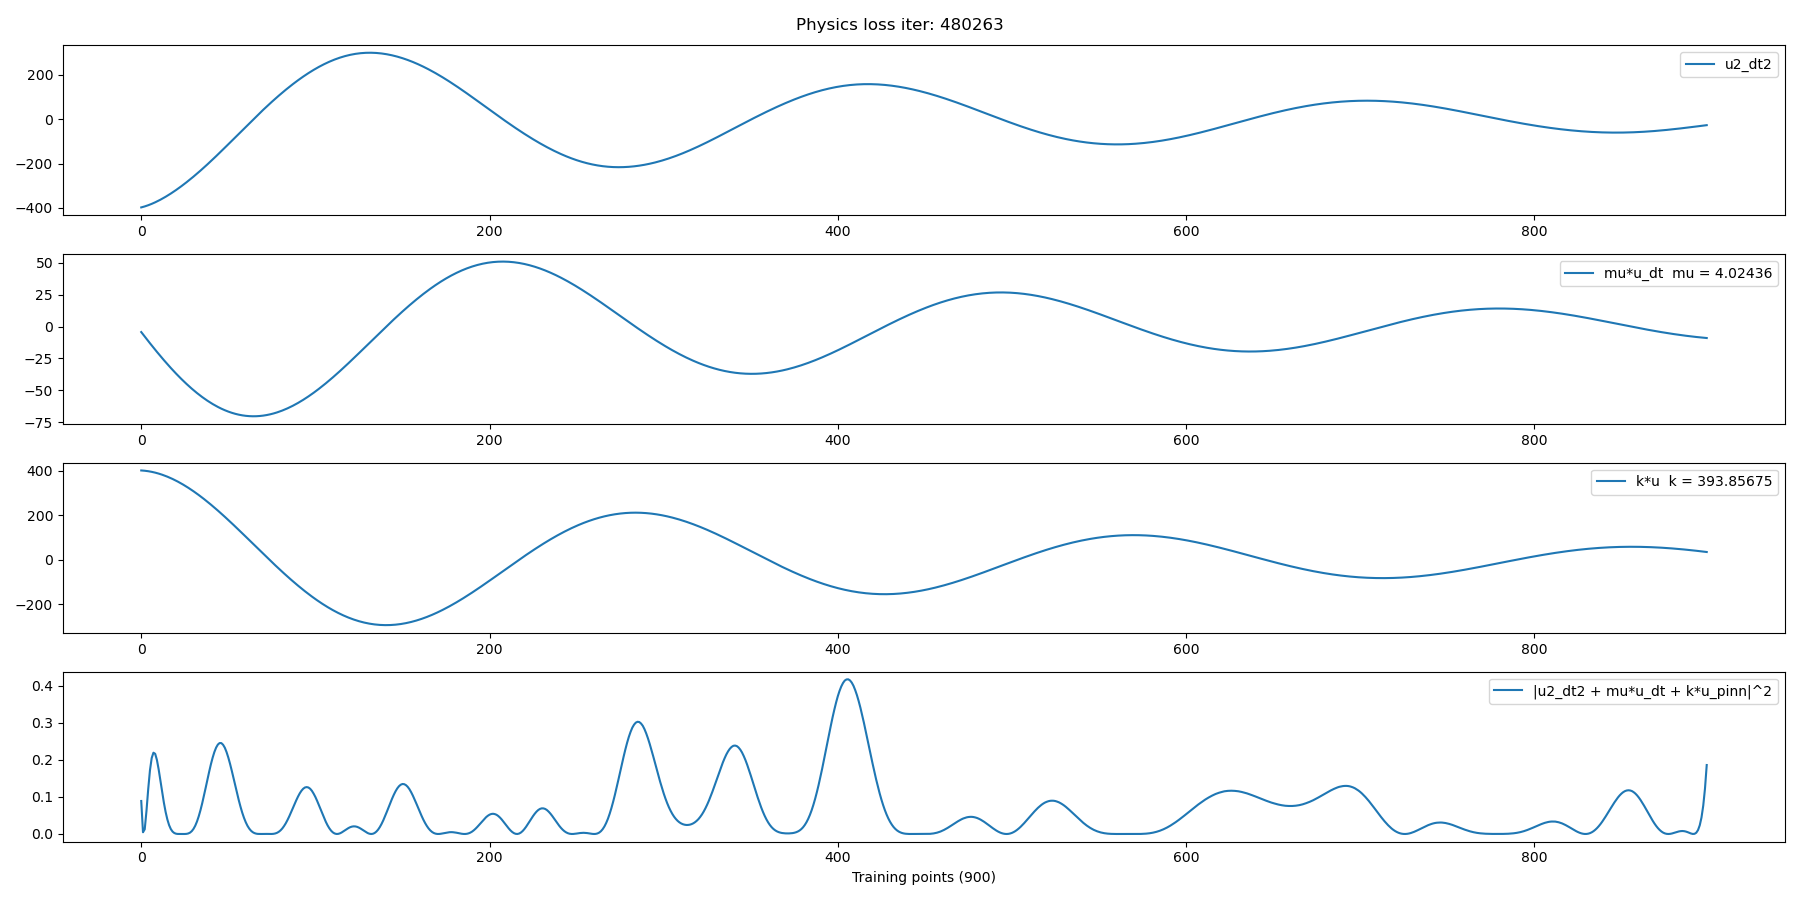 Physics loss iter: 480263
200
0
−200
−400
u2_dt2
0 200 400 600 800
50
25
0
−25
−50
−75
mu*u_dt  mu = 4.02436
0 200 400 600 800
400
200
0
−200
k*u  k = 393.85675
0 200 400 600 800
0.4
0.3
0.2
0.1
0.0
|u2_dt2 + mu*u_dt + k*u_pinn|^2
0 200 400 600 800
Training points (900)